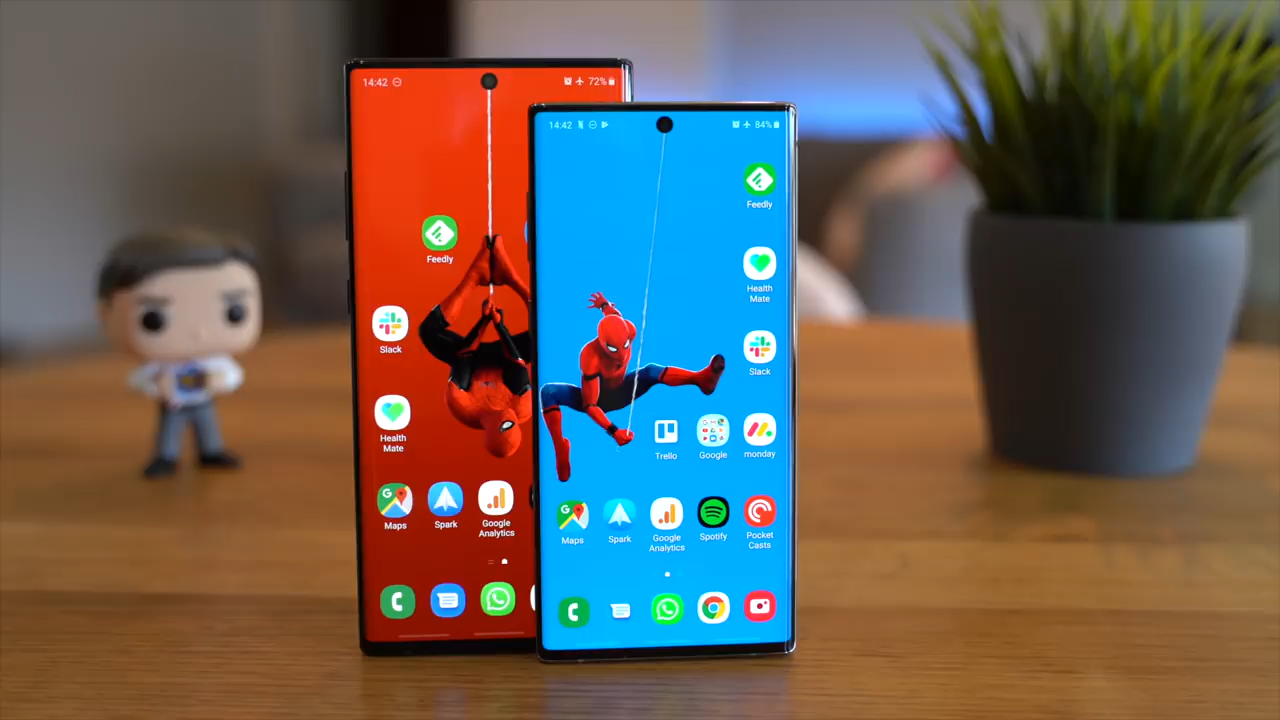 14:42
72%
Feedly
Slack
Health
Mate
Maps
Spark
Google
Analytics
14:42
84%
Feedly
Health
Mate
Slack
Trello
Google
monday
Maps
Spark
Google
Analytics
Spotify
Pocket
Casts